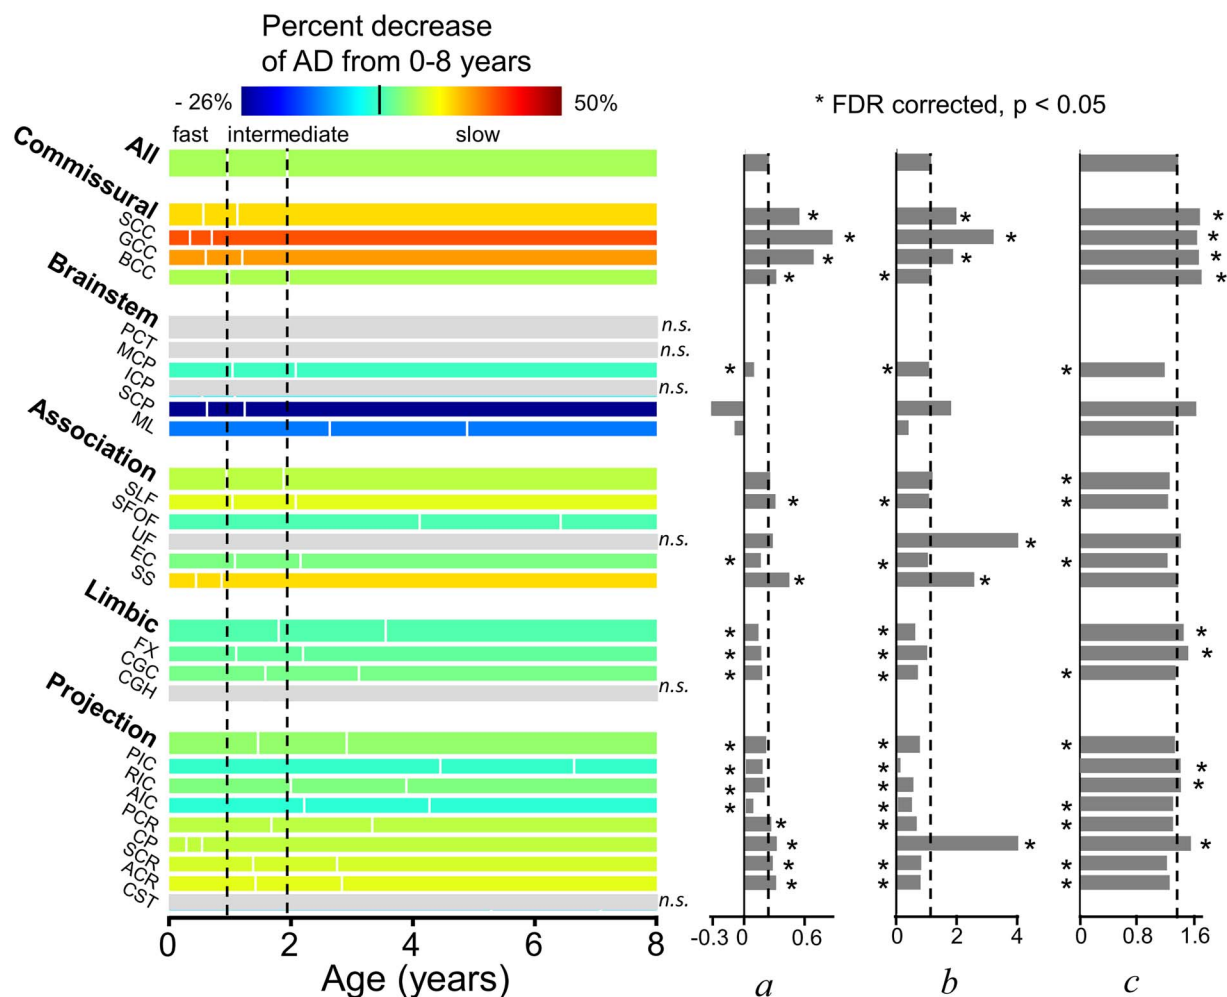 Percent decrease
of AD from 0-8 years
- 26%
50%
* FDR corrected, p < 0.05
fast intermediate slow
All
Commissural
SCC
GCC
BCC
Brainstem
PCT n.s.
MCP n.s.
ICP
SCP n.s.
ML
Association
SLF
SFOF
UF n.s.
EC
SS
Limbic
FX
CGC
CGH n.s.
Projection
PIC
RIC
AIC
PCR
CP
SCR
ACR
CST n.s.
0 2 4 6 8 -0.3 0 0.6 0 2 4 0 0.8 1.6
Age (years) a b c